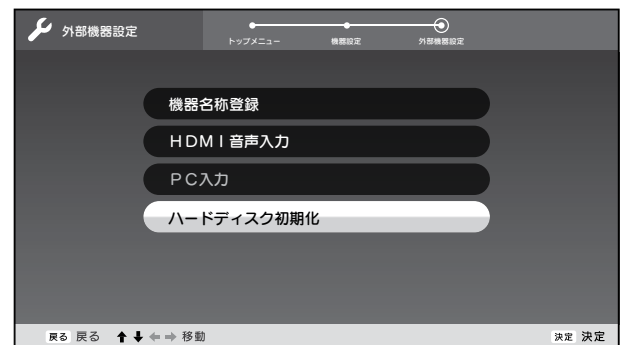 外部機器設定
トップメニュー 機器設定 外部機器設定
機器名称登録
ＨＤＭＩ音声入力
ＰＣ入力
ハードディスク初期化
戻る 戻る ↑↓←→ 移動 決定 決定